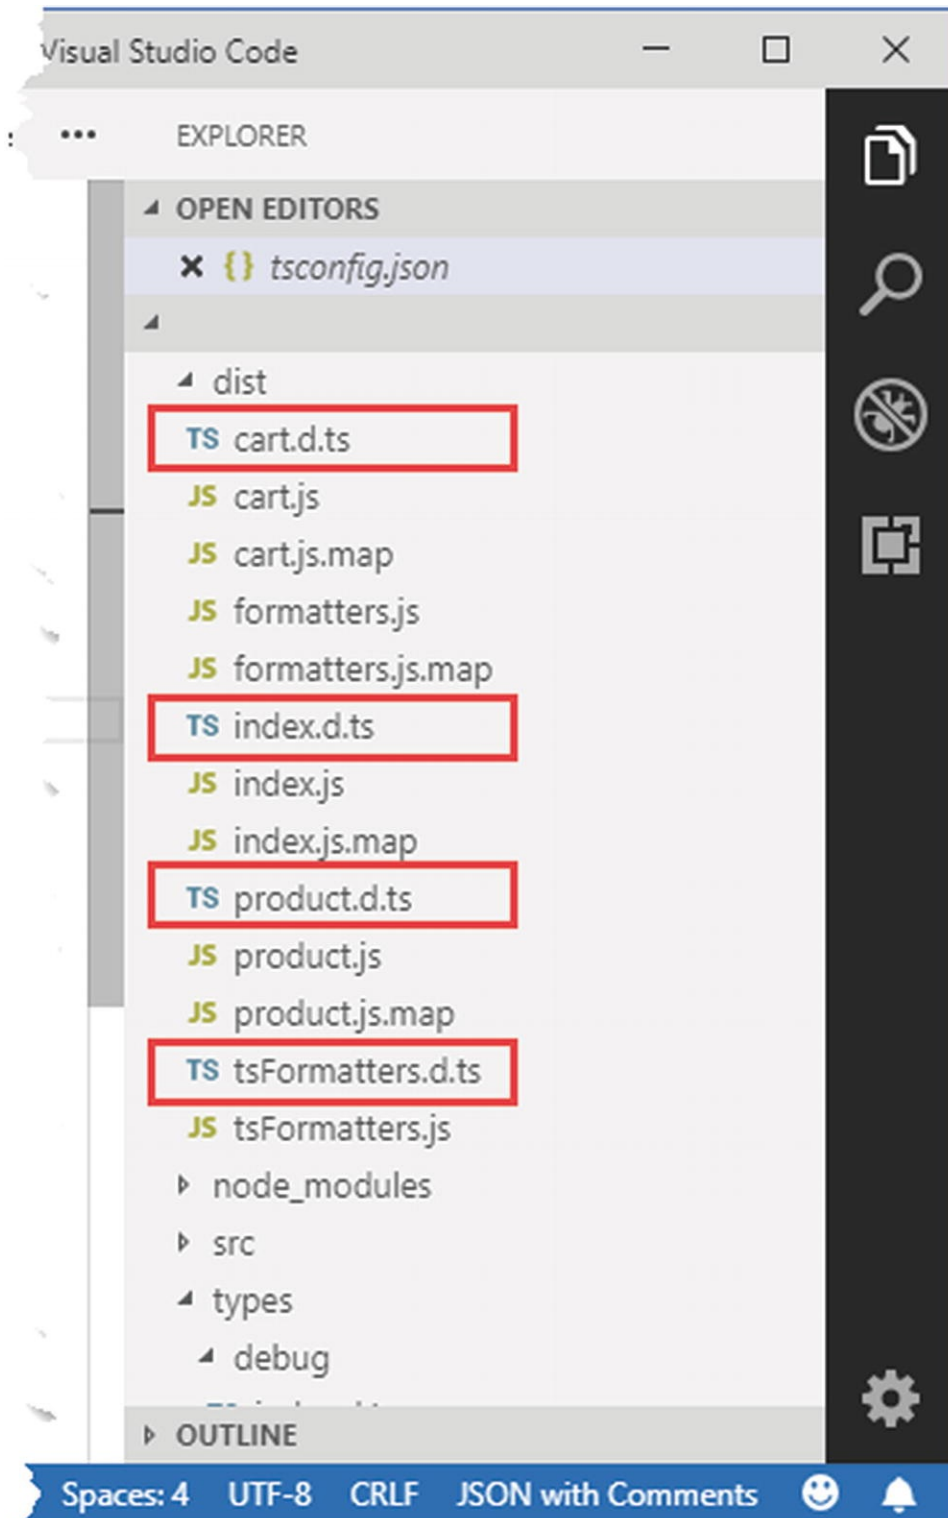 Visual Studio Code
EXPLORER
OPEN EDITORS
{} tsconfig.json
dist
TS cart.d.ts
JS cart.js
JS cart.js.map
JS formatters.js
JS formatters.js.map
TS index.d.ts
JS index.js
JS index.js.map
TS product.d.ts
JS product.js
JS product.js.map
TS tsFormatters.d.ts
JS tsFormatters.js
node_modules
src
types
debug
OUTLINE
Spaces: 4 UTF-8 CRLF JSON with Comments